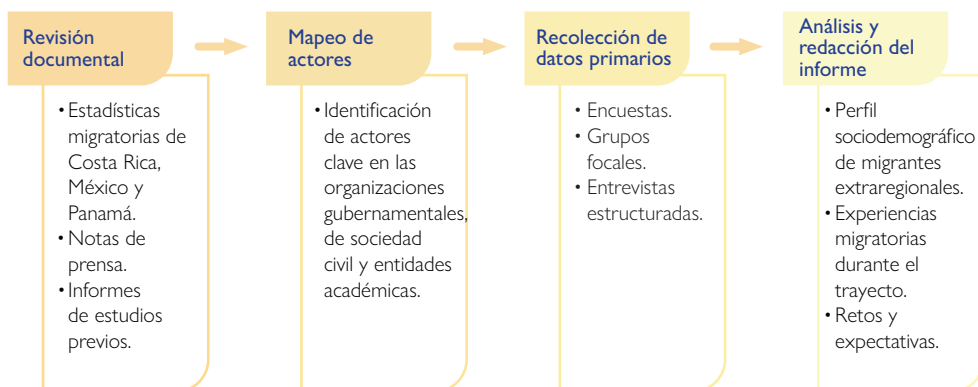 Revisión
documental
• Estadísticas
migratorias de
Costa Rica,
México y
Panamá.
• Notas de
prensa.
• Informes
de estudios
previos.
Mapeo de
actores
• Identificación
de actores
clave en las
organizaciones
gubernamentales,
de sociedad
civil y entidades
académicas.
Recolección de
datos primarios
• Encuestas.
• Grupos
focales.
• Entrevistas
estructuradas.
Análisis y
redacción del
informe
• Perfil
sociodemográfico
de migrantes
extraregionales.
• Experiencias
migratorias
durante el
trayecto.
• Retos y
expectativas.